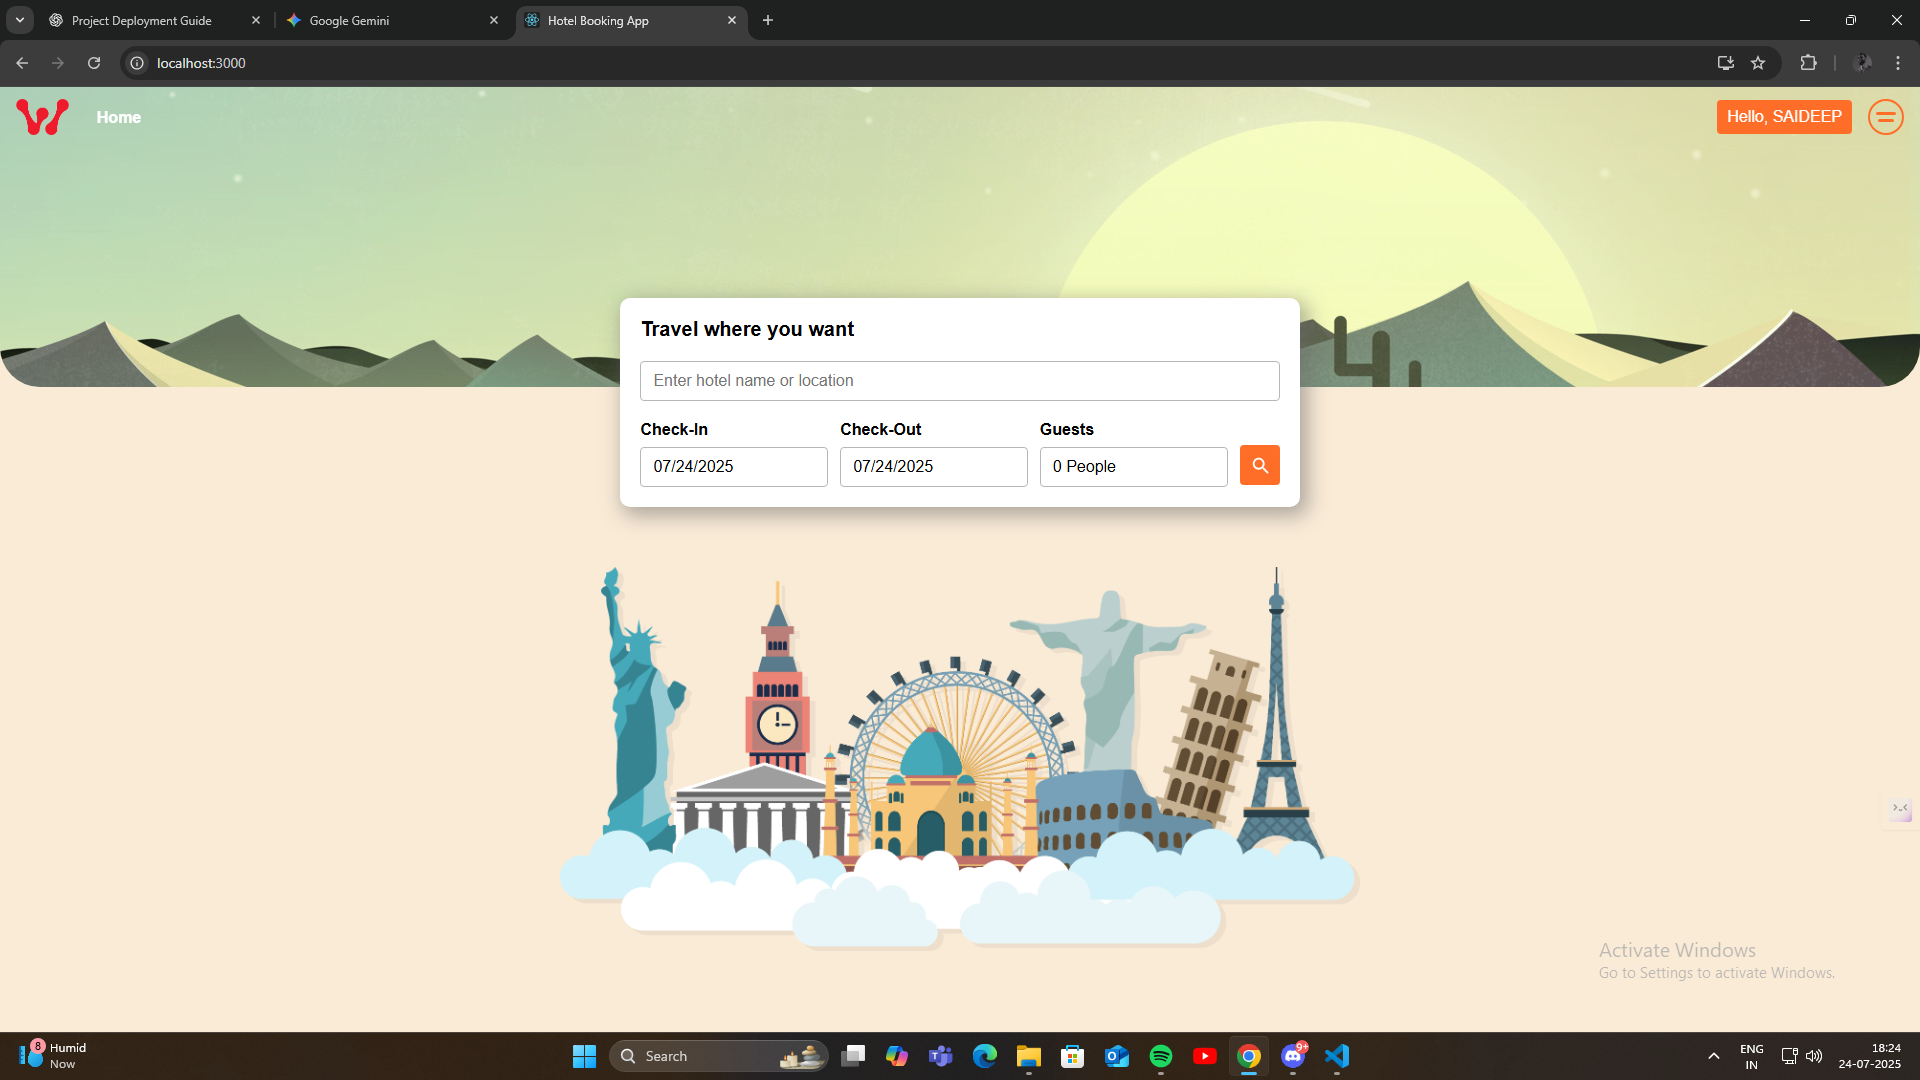 Project Deployment Guide
Google Gemini
Hotel Booking App
localhost:3000
Home
Hello, SAIDEEP
Travel where you want
Enter hotel name or location
Check-In
Check-Out
Guests
07/24/2025
07/24/2025
0 People
Activate Windows
Go to Settings to activate Windows.
8
Humid
Now
Search
9+
ENG
IN
18:24
24-07-2025